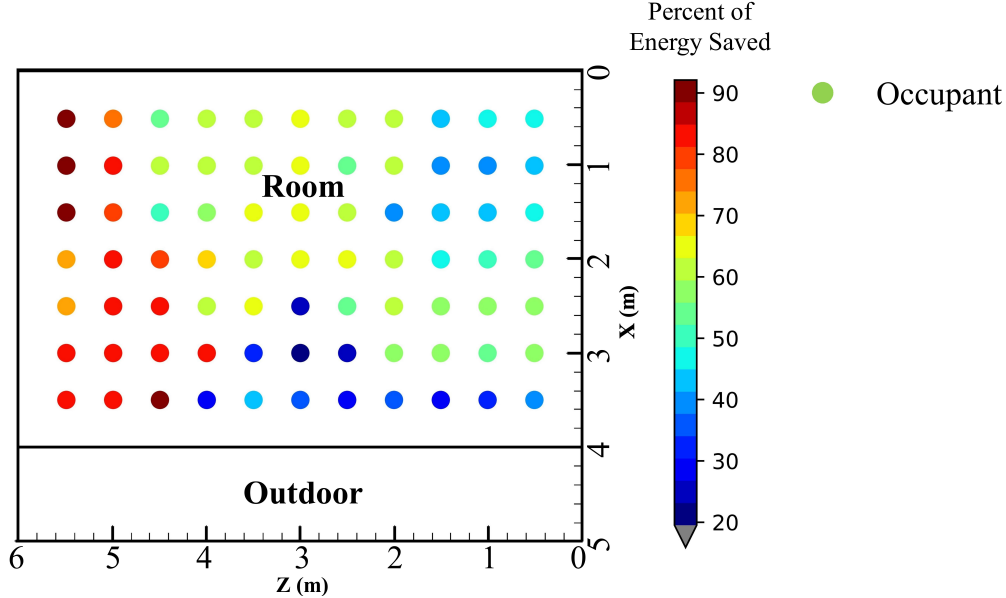 Percent of
Energy Saved
Occupant
Room
Outdoor
0
1
2
3
4
5
X (m)
6 5 4 3 2 1 0
Z (m)
90
80
70
60
50
40
30
20